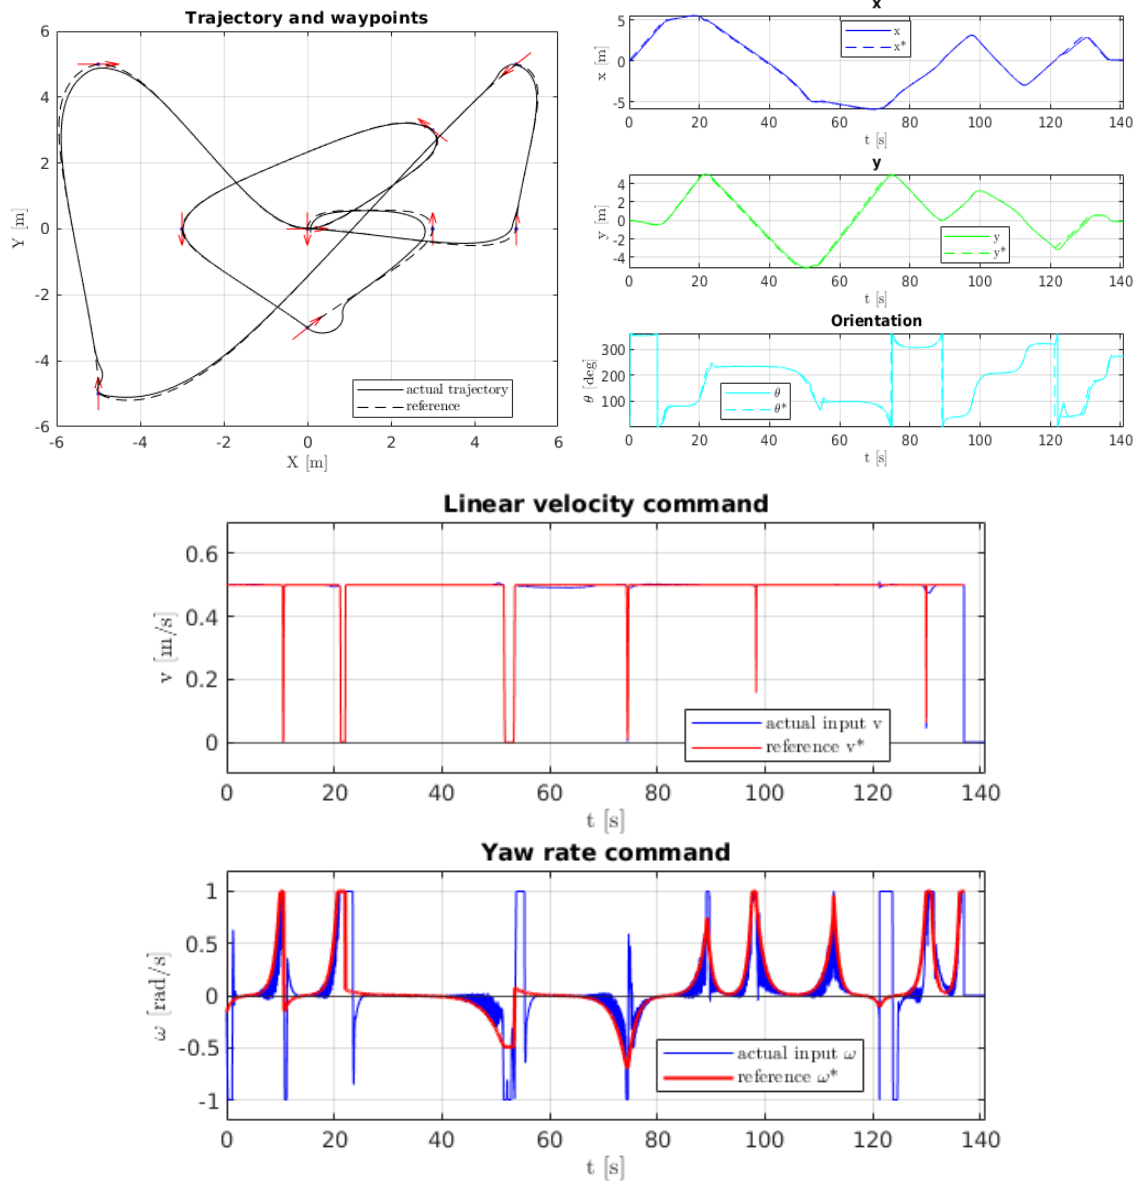 Trajectory and waypoints
6
4
2
0
-2
-4
-6
Y [m]
-6 -4 -2 0 2 4 6
X [m]
actual trajectory
reference
x
5
0
-5
x [m]
x
x*
0 20 40 60 80 100 120 140
t [s]
y
4
2
0
-2
-4
y [m]
y
y*
0 20 40 60 80 100 120 140
t [s]
Orientation
300
200
100
θ [deg]
θ
θ*
0 20 40 60 80 100 120 140
t [s]
Linear velocity command
0.6
0.4
0.2
0
v [m/s]
actual input v
reference v*
0 20 40 60 80 100 120 140
t [s]
Yaw rate command
1
0.5
0
-0.5
-1
ω [rad/s]
actual input ω
reference ω*
0 20 40 60 80 100 120 140
t [s]